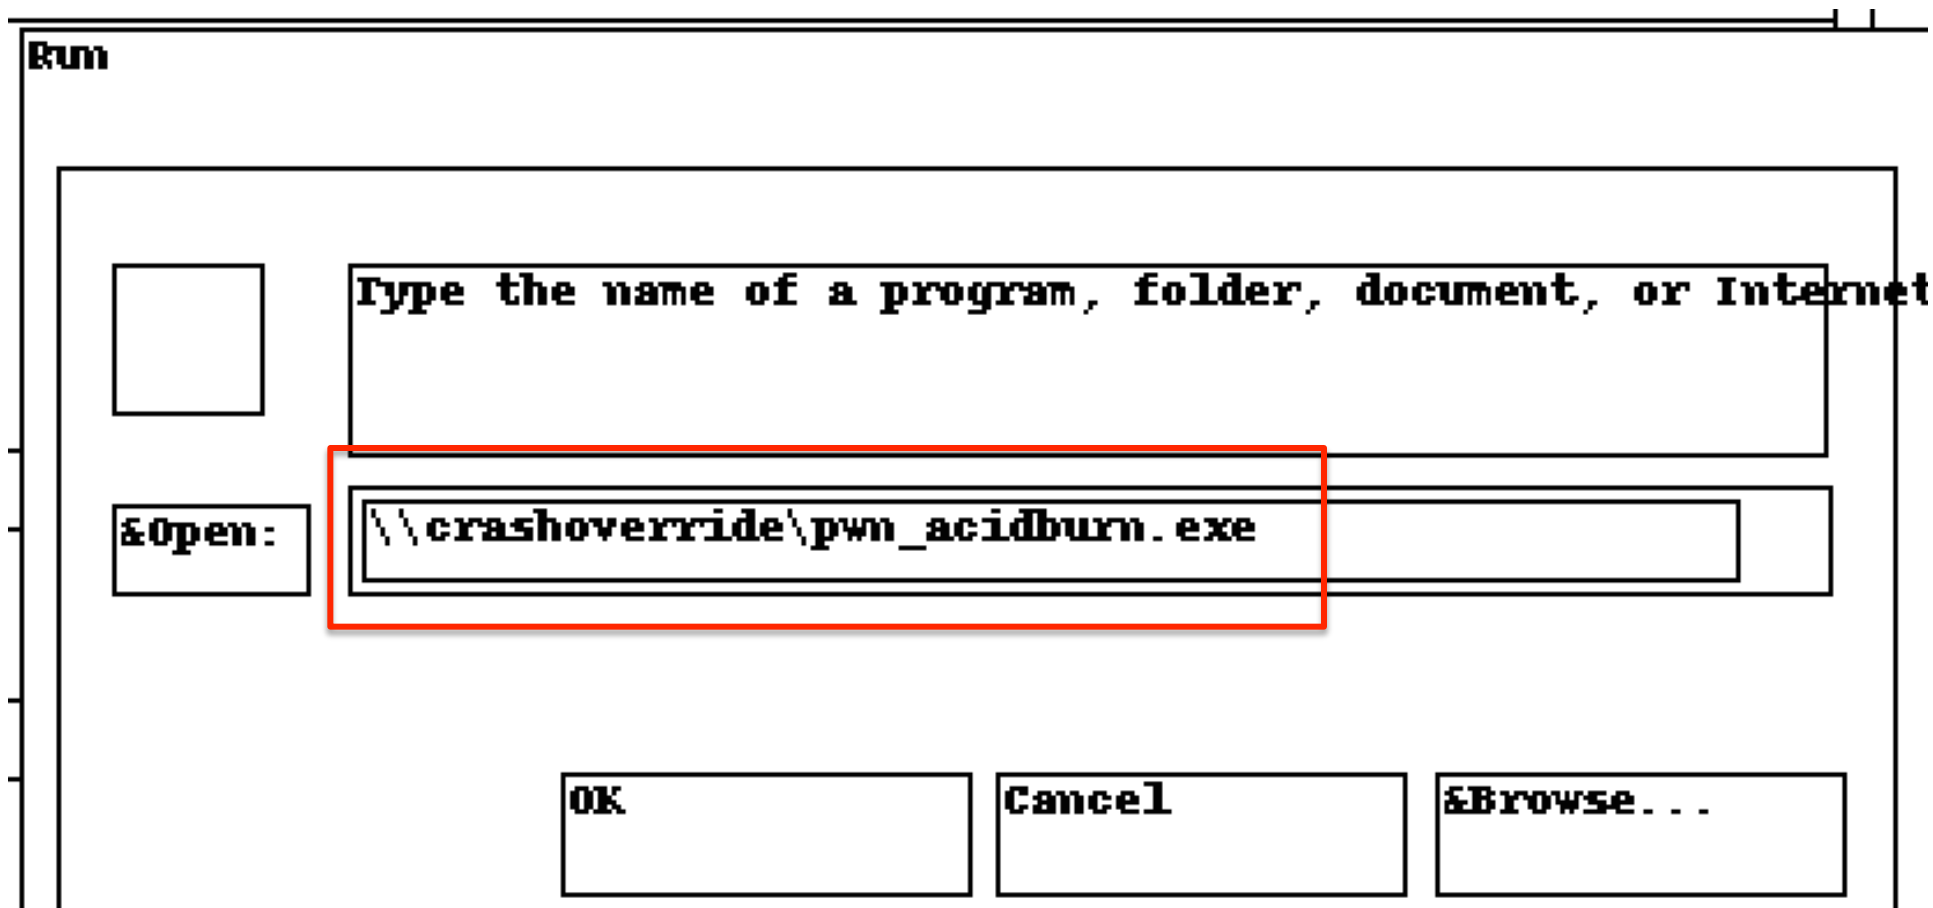 Run
Type the name of a program, folder, document, or Internet
&Open:
\\crashoverride\pwn_acidburn.exe
OK
Cancel
&Browse...